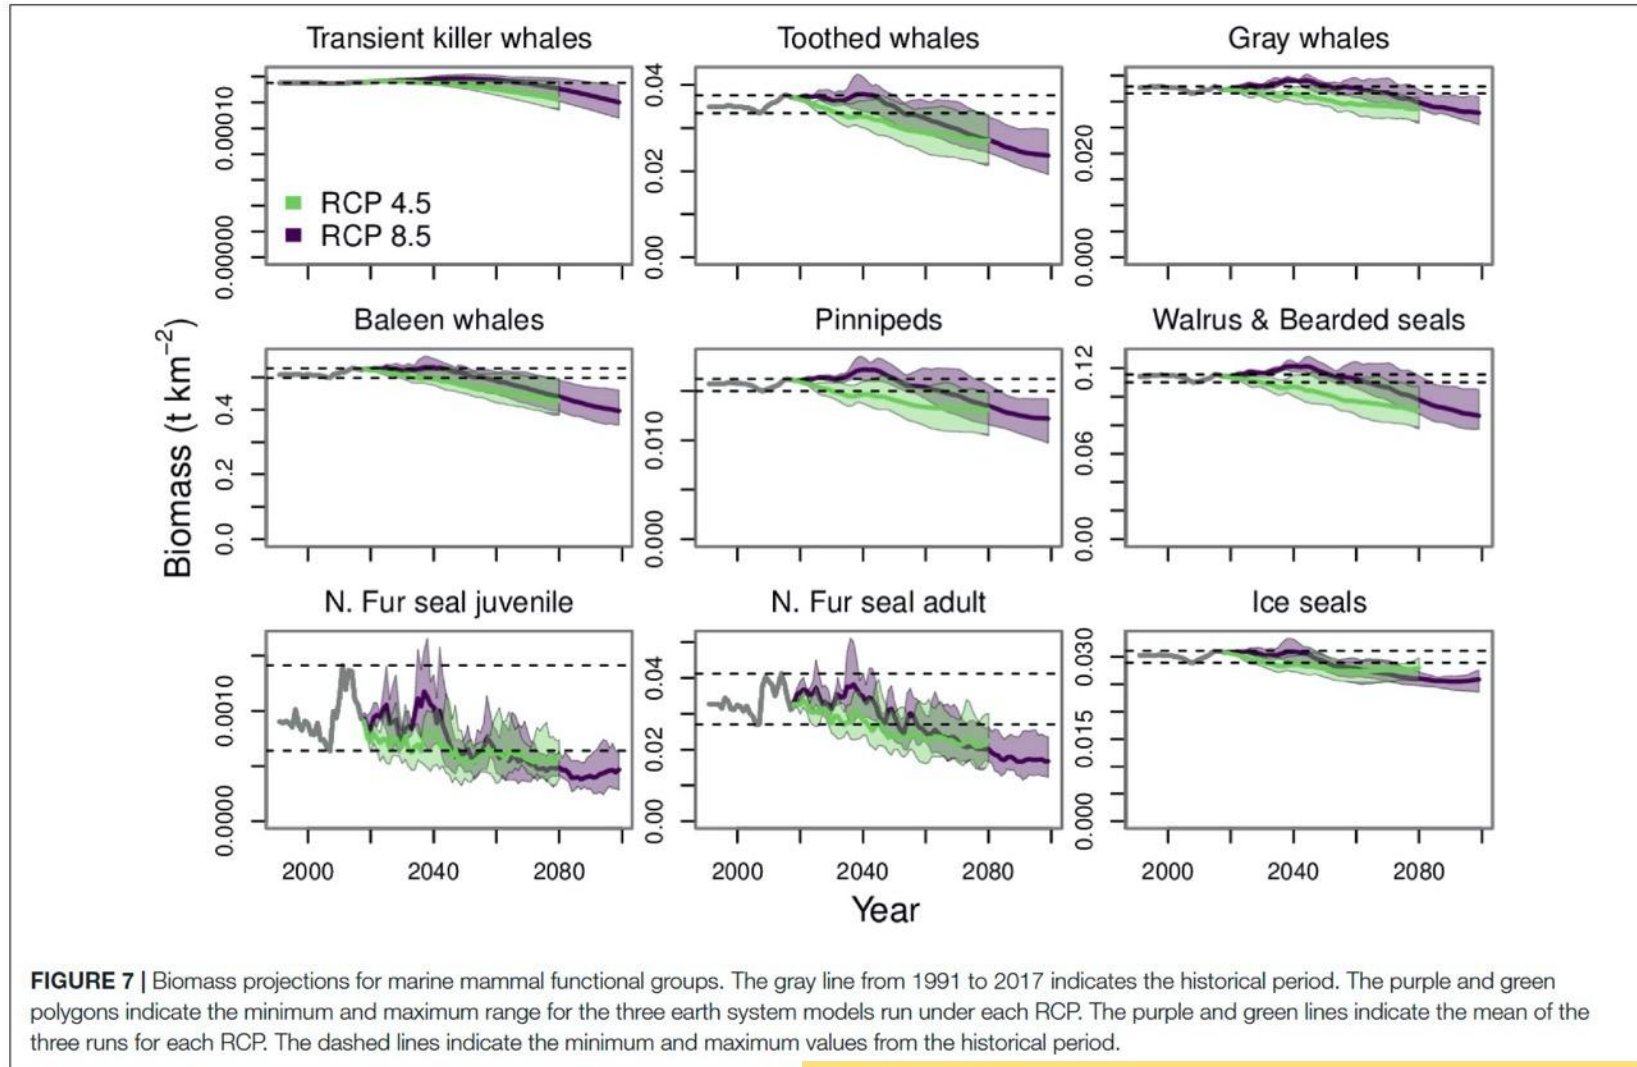 Transient killer whales
Toothed whales
Gray whales
0.00010
0.00000
RCP 4.5
RCP 8.5
0.04
0.02
0.00
0.020
0.000
Baleen whales
Pinnipeds
Walrus & Bearded seals
Biomass (t km−2)
0.4
0.2
0.0
0.010
0.000
0.12
0.06
0.00
N. Fur seal juvenile
N. Fur seal adult
Ice seals
0.0010
0.0000
0.04
0.02
0.00
0.030
0.015
0.000
2000 2040 2080
2000 2040 2080
2000 2040 2080
Year
FIGURE 7 | Biomass projections for marine mammal functional groups. The gray line from 1991 to 2017 indicates the historical period. The purple and green
polygons indicate the minimum and maximum range for the three earth system models run under each RCP. The purple and green lines indicate the mean of the
three runs for each RCP. The dashed lines indicate the minimum and maximum values from the historical period.